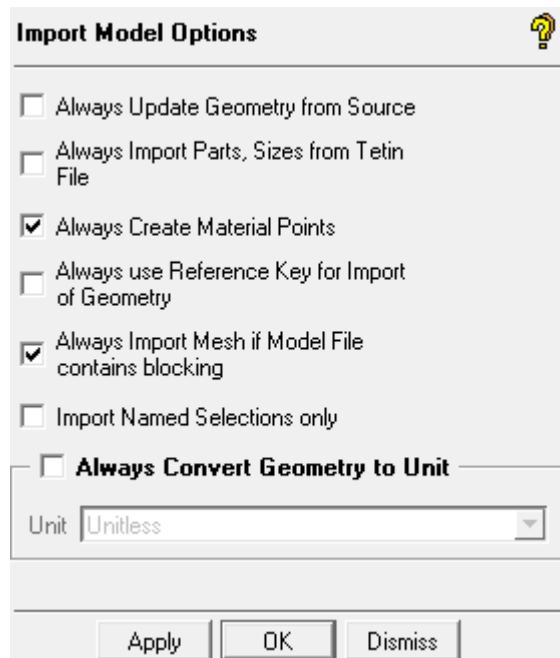 Import Model Options
Always Update Geometry from Source
Always Import Parts, Sizes from Tetin
File
Always Create Material Points
Always use Reference Key for Import
of Geometry
Always Import Mesh if Model File
contains blocking
Import Named Selections only
Always Convert Geometry to Unit
Unit Unitless
Apply OK Dismiss